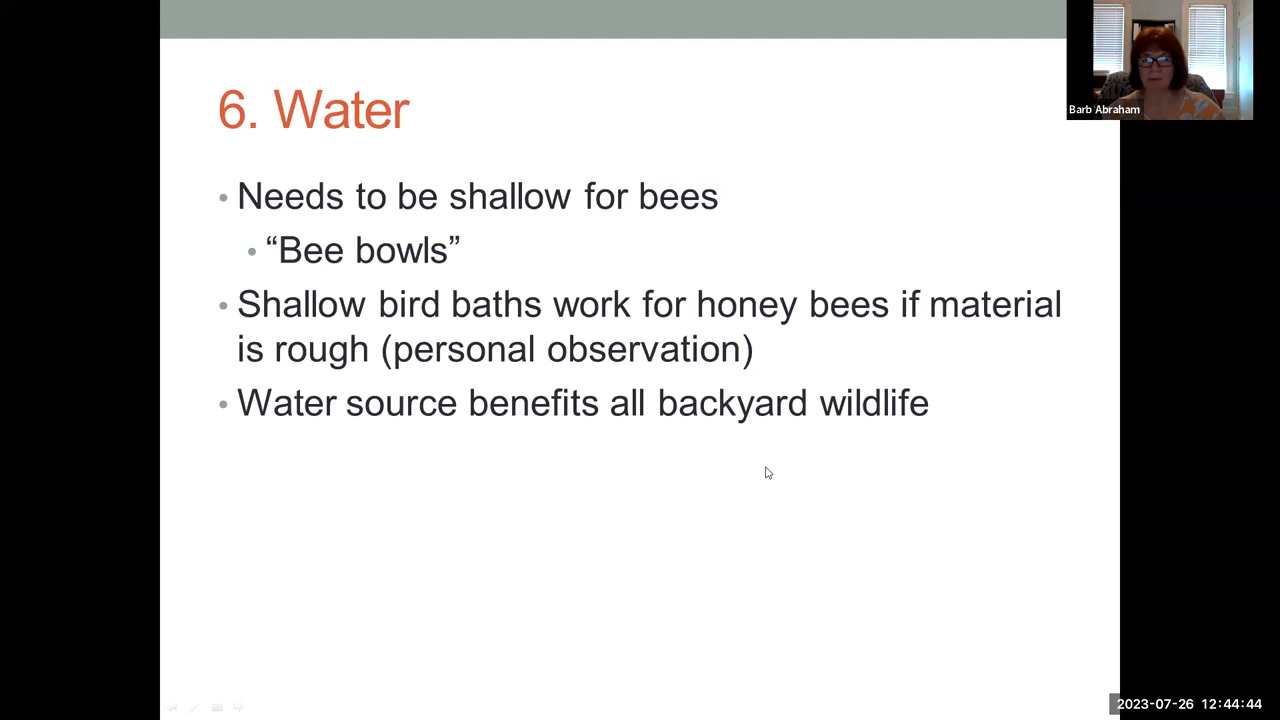 6. Water
• Needs to be shallow for bees
• “Bee bowls”
• Shallow bird baths work for honey bees if material
is rough (personal observation)
• Water source benefits all backyard wildlife
Barb Abraham
2023-07-26 12:44:44